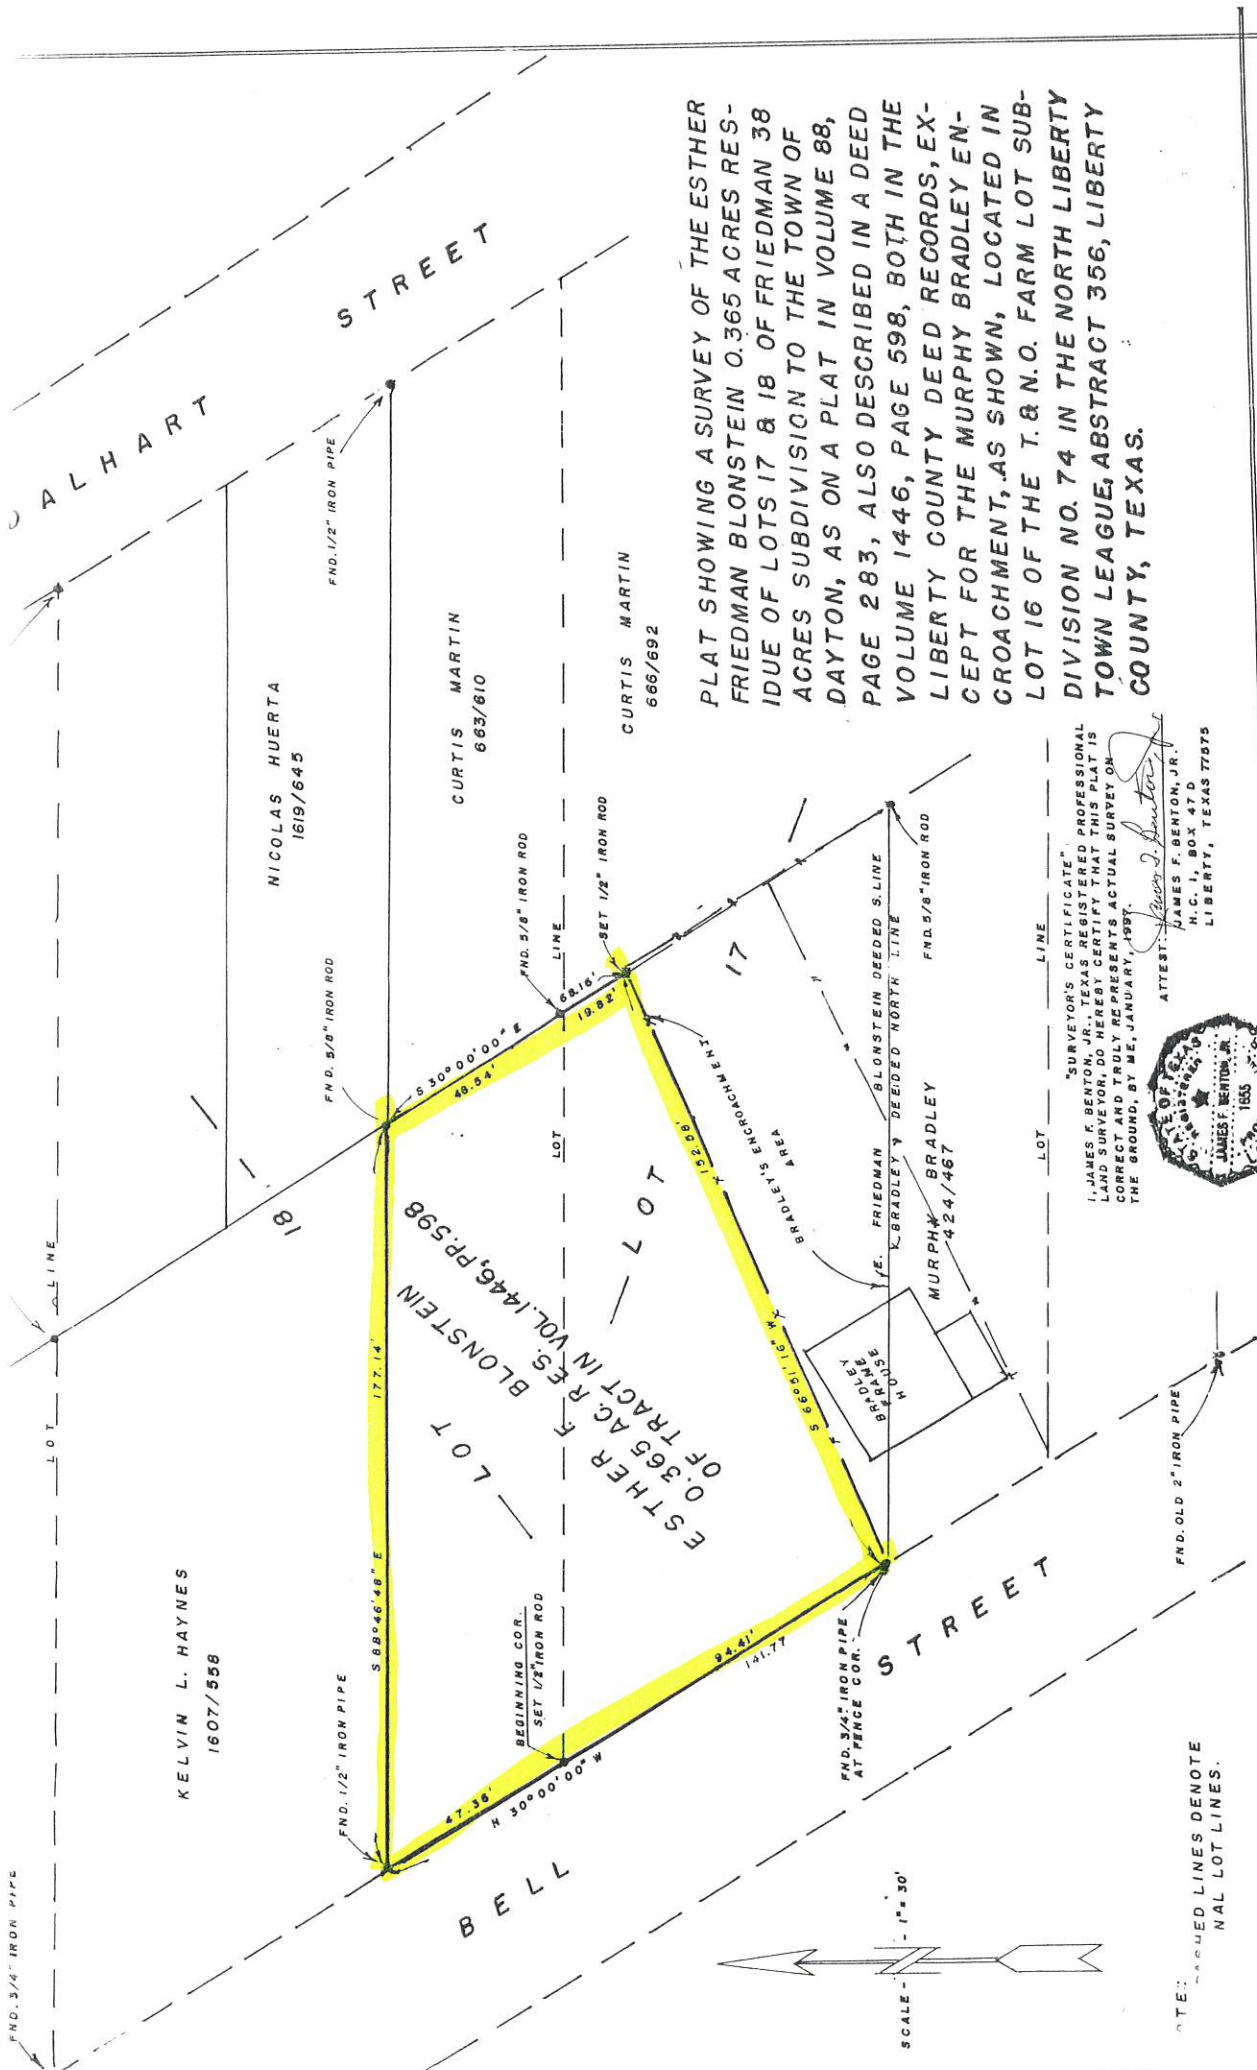 DALHART
STREET
FND. 3/4" IRON PIPE
LOT
LINE
FND. 1/2" IRON PIPE
NICOLAS HUERTA
1619/645
CURTIS MARTIN
663/610
CURTIS MARTIN
666/692
KELVIN L. HAYNES
1607/558
18
FND. 5/8" IRON ROD
FND. 5/8" IRON ROD
LINE
SET 1/2" IRON ROD
S 30°00'00" E
48.54'
68.16'
19.82'
FND. 1/2" IRON PIPE
S 88°46'48" E
177.14'
LOT
LOT
ESTHER F. BLONSTEIN
0.365 AC. RES.
OF TRACT IN VOL. 1446, PP. 598
LOT
17
BEGINNING COR.
SET 1/2" IRON ROD
47.36'
N 30°00'00" W
94.41'
141.77
152.08'
S 66°51'16" W
BRADLEY'S ENCROACHMENT
AREA
E. FRIEDMAN BLONSTEIN DEEDED S. LINE
BRADLEY DEEDED NORTH LINE
FND. 5/8" IRON ROD
MURPHY BRADLEY
424/467
BRADLEY
FRAME
HOUSE
FND. 3/4" IRON PIPE
AT FENCE COR.
BELL
STREET
LOT
LINE
FND. OLD 2" IRON PIPE
SCALE - 1" = 30'
DASHED LINES DENOTE
NAL LOT LINES.
PLAT SHOWING A SURVEY OF THE ESTHER
FRIEDMAN BLONSTEIN 0.365 ACRES RES-
IDUE OF LOTS 17 & 18 OF FRIEDMAN 38
ACRES SUBDIVISION TO THE TOWN OF
DAYTON, AS ON A PLAT IN VOLUME 88,
PAGE 283, ALSO DESCRIBED IN A DEED
VOLUME 1446, PAGE 598, BOTH IN THE
LIBERTY COUNTY DEED RECORDS, EX-
CEPT FOR THE MURPHY BRADLEY EN-
CROACHMENT, AS SHOWN, LOCATED IN
LOT 16 OF THE T. & N.O. FARM LOT SUB-
DIVISION NO. 74 IN THE NORTH LIBERTY
TOWN LEAGUE, ABSTRACT 356, LIBERTY
COUNTY, TEXAS.
"SURVEYOR'S CERTIFICATE"
I, JAMES F. BENTON, JR., TEXAS REGISTERED PROFESSIONAL
LAND SURVEYOR, DO HEREBY CERTIFY THAT THIS PLAT IS
CORRECT AND TRULY REPRESENTS ACTUAL SURVEY ON
THE GROUND, BY ME, JANUARY, 1997.
ATTEST: James F. Benton, Jr.
JAMES F. BENTON, JR.
H.C. 1, BOX 47 D
LIBERTY, TEXAS 77575
STATE OF TEXAS
REGISTERED
JAMES F. BENTON, JR.
1655